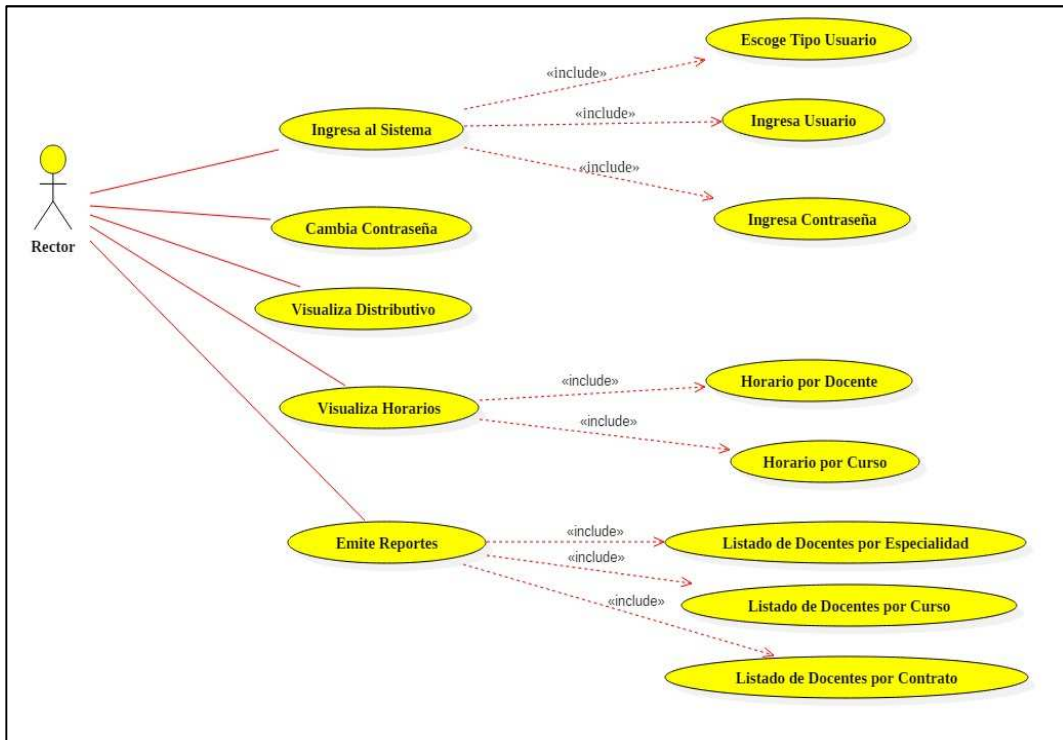 Escoge Tipo Usuario
«include»
Ingresa al Sistema
«include»
Ingresa Usuario
«include»
Ingresa Contraseña
Rector
Cambia Contraseña
Visualiza Distributivo
Visualiza Horarios
«include»
Horario por Docente
«include»
Horario por Curso
Emite Reportes
«include»
Listado de Docentes por Especialidad
«include»
Listado de Docentes por Curso
«include»
Listado de Docentes por Contrato